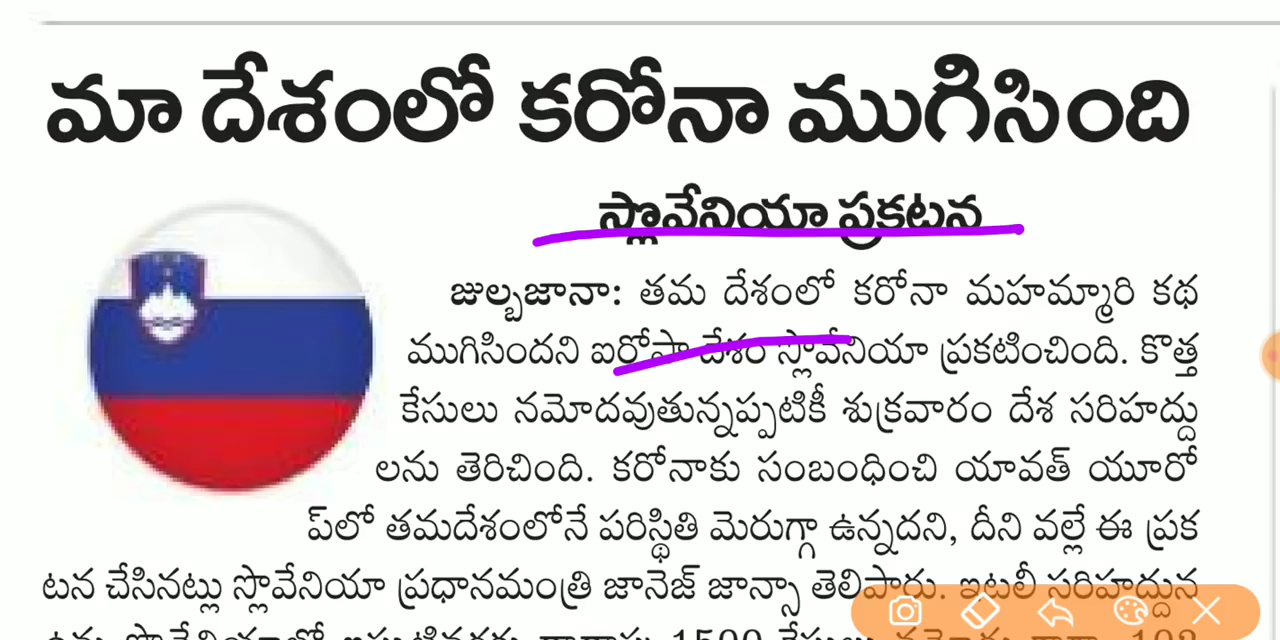 మా దేశంలో కరోనా ముగిసింది
స్లొవేనియా ప్రకటన
జుల్బజానా: తమ దేశంలో కరోనా మహమ్మారి కథ
ముగిసిందని ఐరోపా దేశం స్లొవేనియా ప్రకటించింది. కొత్త
కేసులు నమోదవుతున్నప్పటికీ శుక్రవారం దేశ సరిహద్దు
లను తెరిచింది. కరోనాకు సంబంధించి యావత్ యూరో
ప్‌లో తమదేశంలోనే పరిస్థితి మెరుగ్గా ఉన్నదని, దీని వల్లే ఈ ప్రక
టన చేసినట్లు స్లొవేనియా ప్రధానమంత్రి జానెజ్ జాన్సా తెలిపారు. ఇటలీ సరిహద్దున